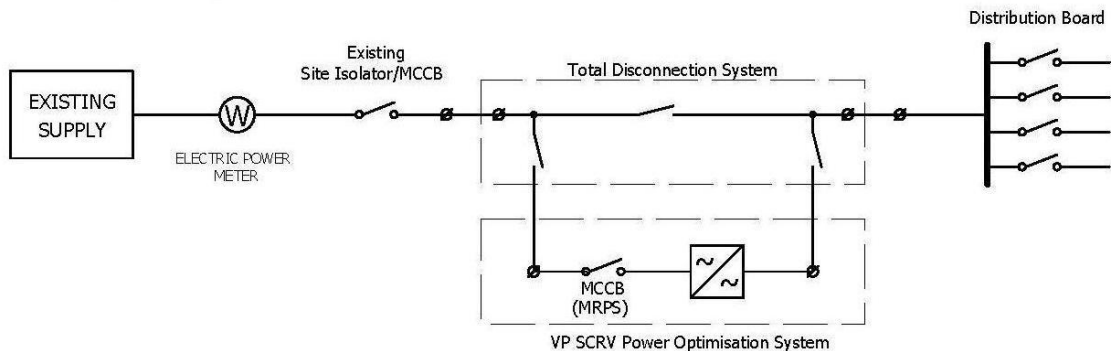 Distribution Board
Existing
Site Isolator/MCCB
Total Disconnection System
EXISTING
SUPPLY
W
ELECTRIC POWER
METER
~
~
MCCB
(MRPS)
VP SCRV Power Optimisation System